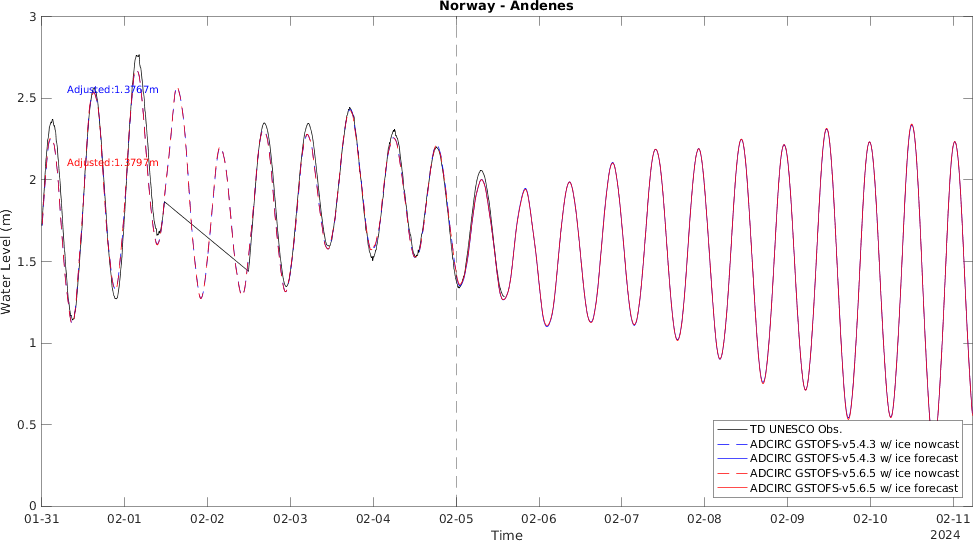 Norway - Andenes
3
2.5
2
1.5
1
0.5
0
Water Level (m)
Adjusted:1.3767m
Adjusted:1.3797m
TD UNESCO Obs.
ADCIRC GSTOFS-v5.4.3 w/ ice nowcast
ADCIRC GSTOFS-v5.4.3 w/ ice forecast
ADCIRC GSTOFS-v5.6.5 w/ ice nowcast
ADCIRC GSTOFS-v5.6.5 w/ ice forecast
01-31 02-01 02-02 02-03 02-04 02-05 02-06 02-07 02-08 02-09 02-10 02-11
Time
2024